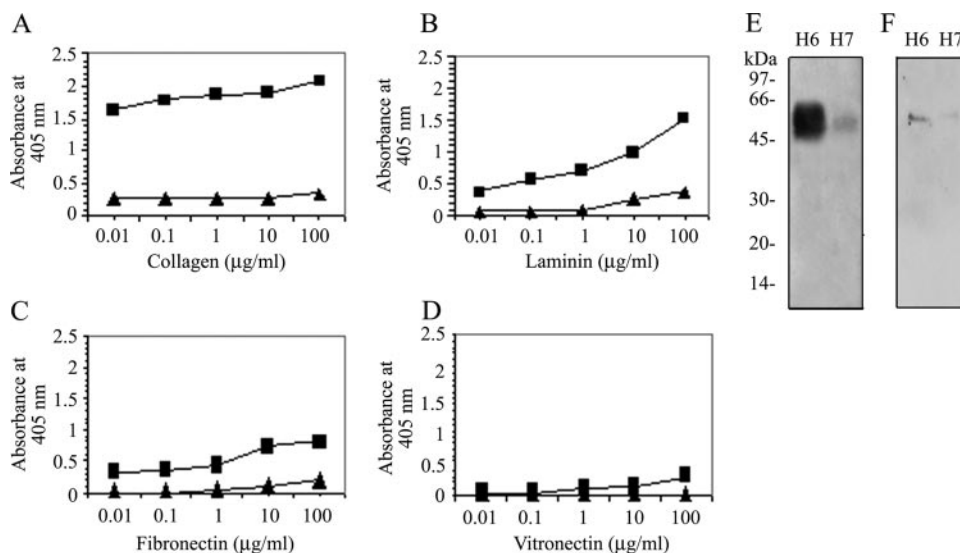 A
2.5
2
1.5
1
0.5
0
Absorbance at
405 nm
0.01 0.1 1 10 100
Collagen (µg/ml)
B
2.5
2
1.5
1
0.5
0
Absorbance at
405 nm
0.01 0.1 1 10 100
Laminin (µg/ml)
C
2.5
2
1.5
1
0.5
0
Absorbance at
405 nm
0.01 0.1 1 10 100
Fibronectin (µg/ml)
D
2.5
2
1.5
1
0.5
0
Absorbance at
405 nm
0.01 0.1 1 10 100
Vitronectin (µg/ml)
E
H6 H7
kDa
97-
66-
45-
30-
20-
14-
F
H6 H7